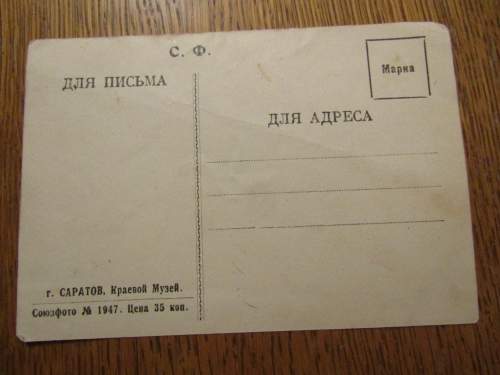 С. Ф.
ДЛЯ ПИСЬМА
Марка
ДЛЯ АДРЕСА
г. САРАТОВ, Краевой Музей.
Союзфото № 1947. Цена 35 коп.